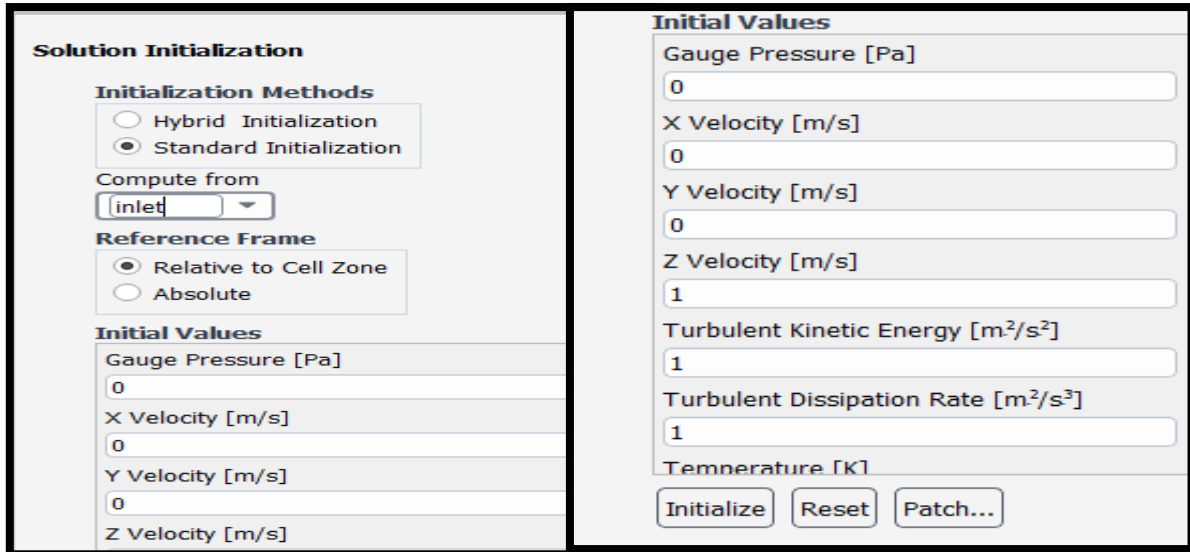 Solution Initialization
Initialization Methods
Hybrid Initialization
Standard Initialization
Compute from
inlet
Reference Frame
Relative to Cell Zone
Absolute
Initial Values
Gauge Pressure [Pa]
0
X Velocity [m/s]
0
Y Velocity [m/s]
0
Z Velocity [m/s]
Initial Values
Gauge Pressure [Pa]
0
X Velocity [m/s]
0
Y Velocity [m/s]
0
Z Velocity [m/s]
1
Turbulent Kinetic Energy [m²/s²]
1
Turbulent Dissipation Rate [m²/s³]
1
Temperature [K]
Initialize Reset Patch...